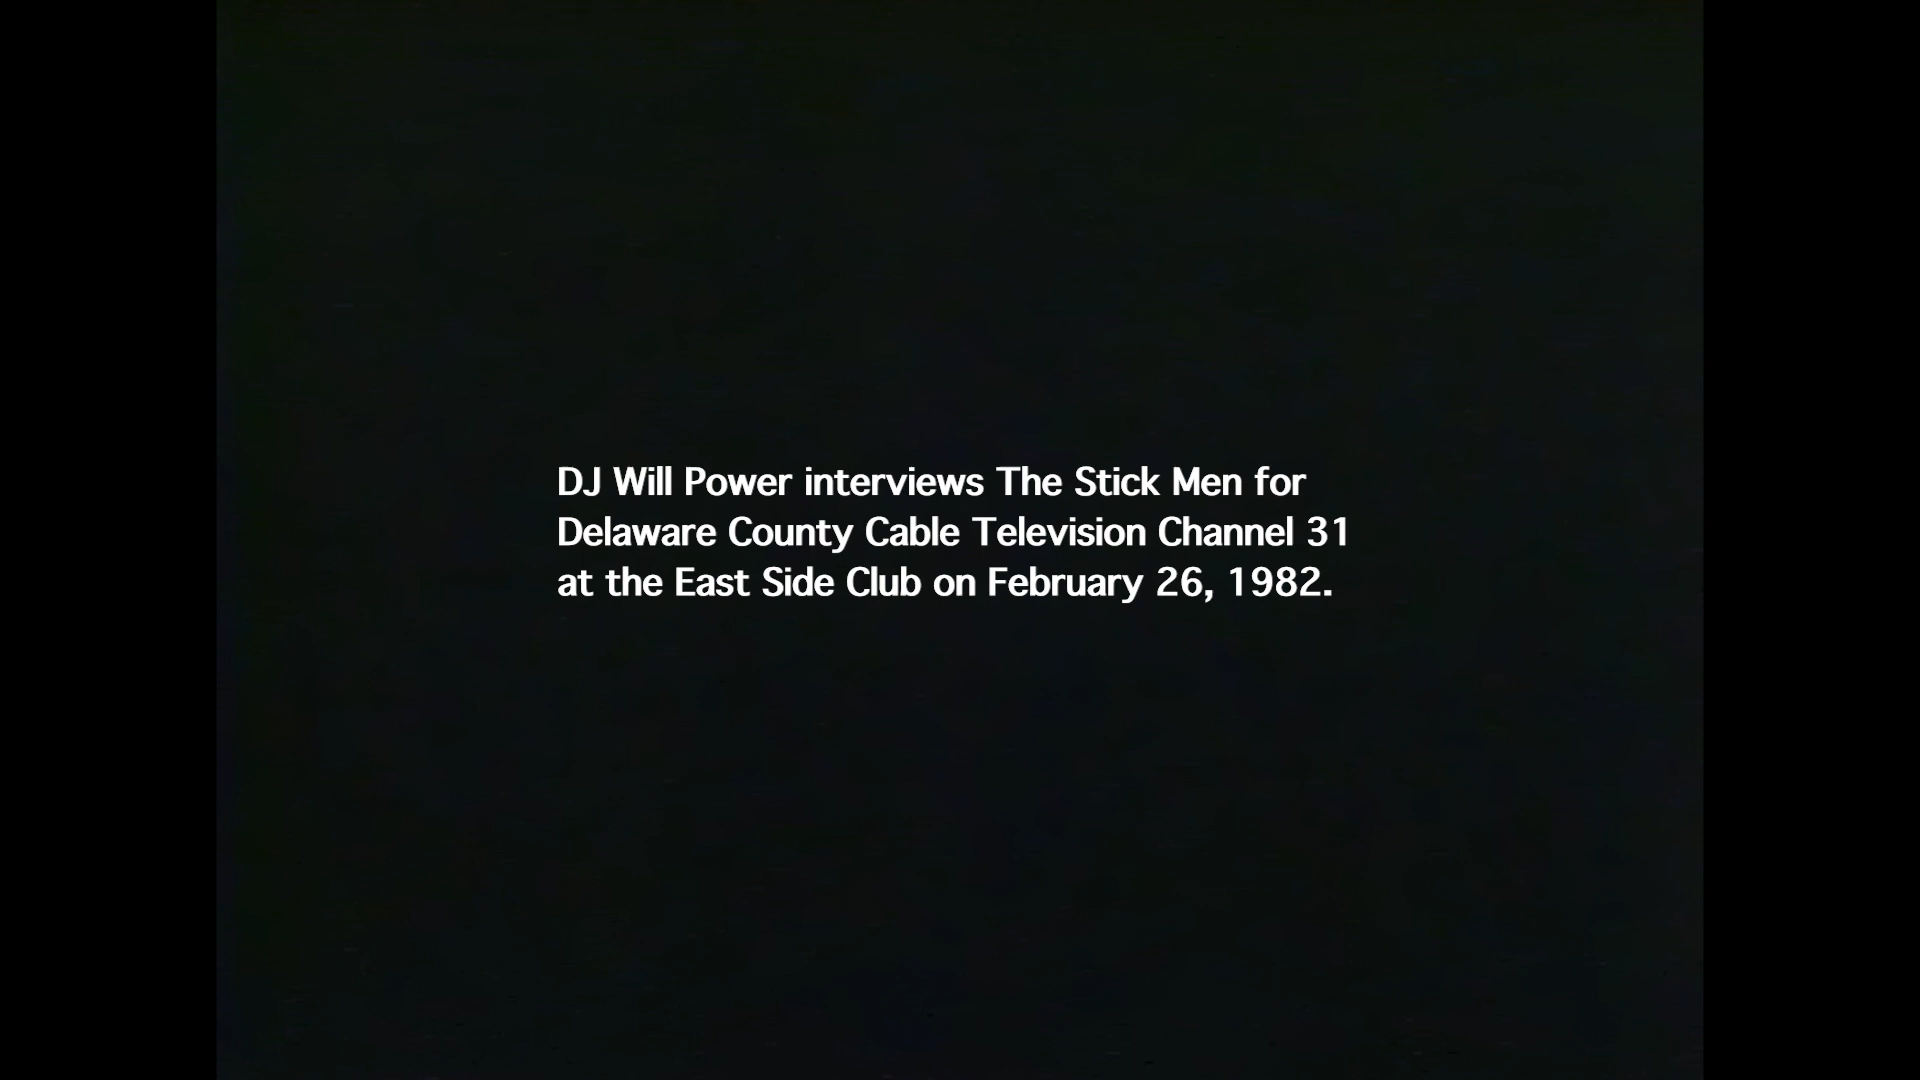 DJ Will Power interviews The Stick Men for
Delaware County Cable Television Channel 31
at the East Side Club on February 26, 1982.